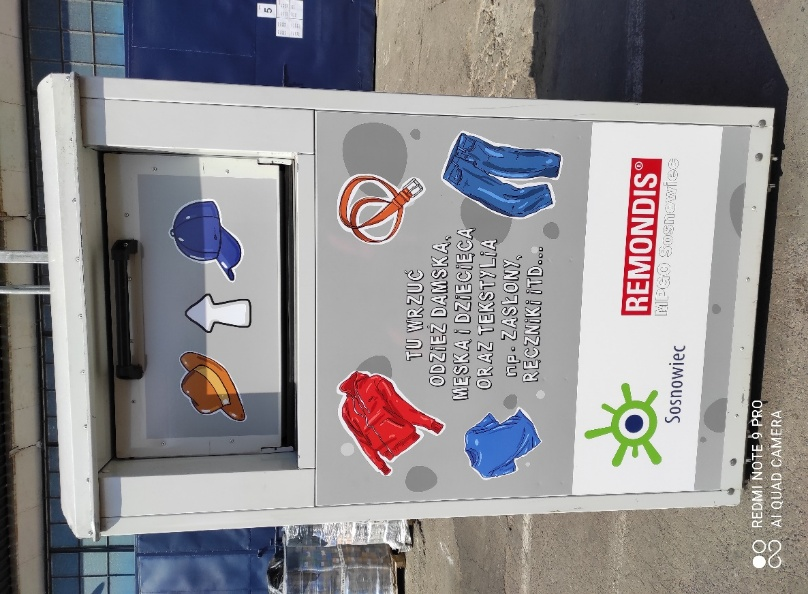 5
TU WRZUĆ
ODZIEŻ DAMSKĄ,
MĘSKĄ i DZIECIĘCĄ
ORAZ TEKSTYLIA
np. ZASŁONY,
RĘCZNIKI iTD...
Sosnowiec
REMONDIS®
MPGO Sosnowiec
REDMI NOTE 9 PRO
AI QUAD CAMERA